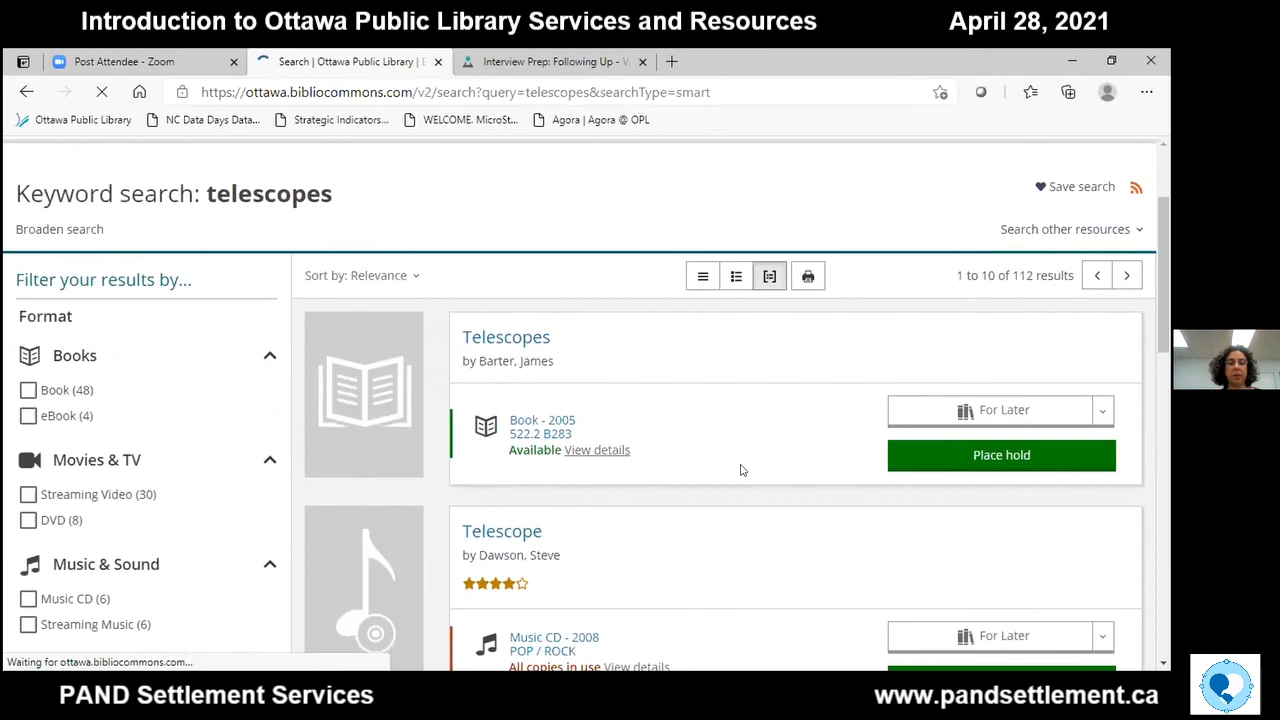 Introduction to Ottawa Public Library Services and Resources April 28, 2021
Post Attendee - Zoom
Search | Ottawa Public Library |
Interview Prep: Following Up - V
https://ottawa.bibliocommons.com/v2/search?query=telescopes&searchType=smart
Ottawa Public Library
NC Data Days Data...
Strategic Indicators...
WELCOME. MicroSt...
Agora | Agora @ OPL
Keyword search: telescopes
Save search
Broaden search
Search other resources
Filter your results by...
Sort by: Relevance
1 to 10 of 112 results
Format
Books
Book (48)
eBook (4)
Movies & TV
Streaming Video (30)
DVD (8)
Music & Sound
Music CD (6)
Streaming Music (6)
Telescopes
by Barter, James
Book - 2005
522.2 B283
Available View details
For Later
Place hold
Telescope
by Dawson, Steve
Music CD - 2008
POP / ROCK
All copies in use View details
For Later
Waiting for ottawa.bibliocommons.com...
PAND Settlement Services www.pandsettlement.ca